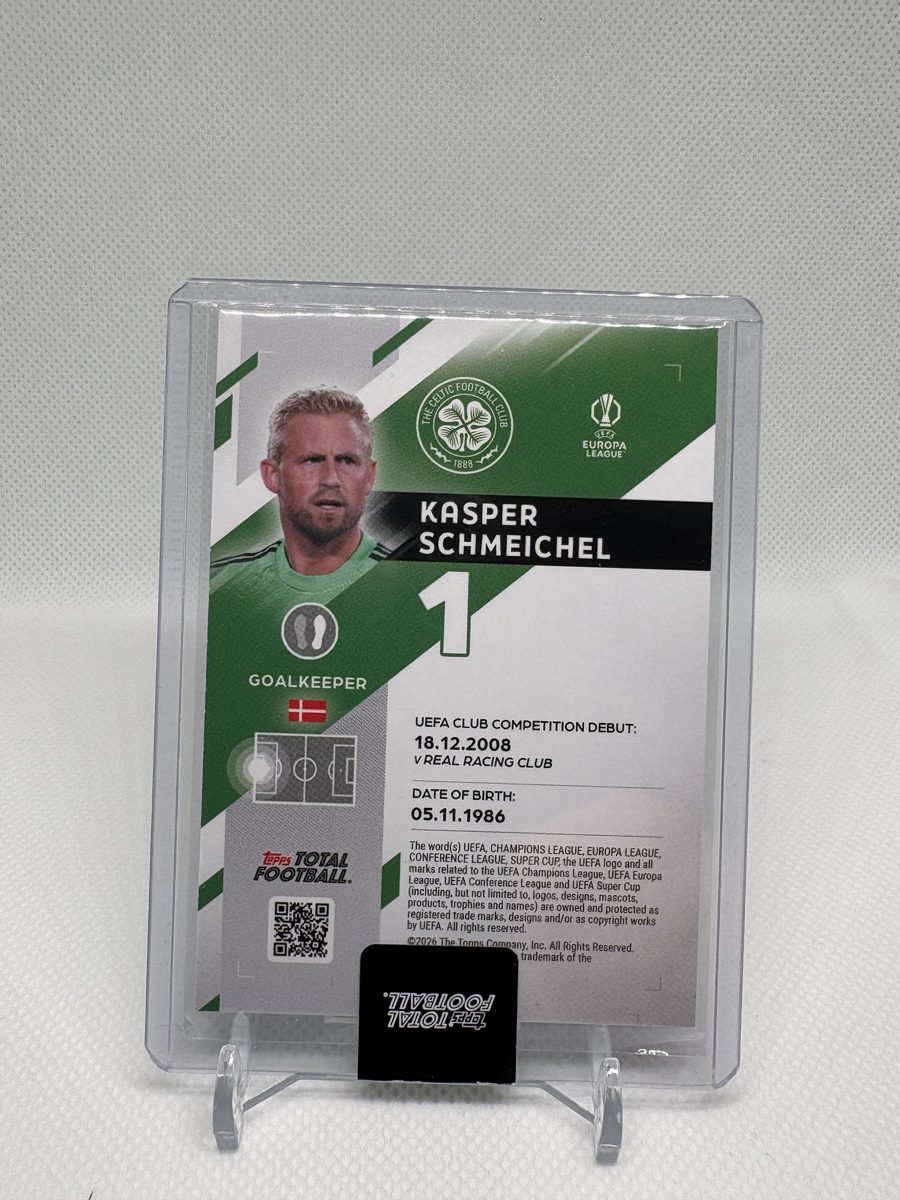 THE CELTIC FOOTBALL CLUB
1888
UEFA
EUROPA
LEAGUE
KASPER
SCHMEICHEL
1
GOALKEEPER
UEFA CLUB COMPETITION DEBUT:
18.12.2008
V REAL RACING CLUB
DATE OF BIRTH:
05.11.1986
The word(s) UEFA, CHAMPIONS LEAGUE, EUROPA LEAGUE,
CONFERENCE LEAGUE, SUPER CUP, the UEFA logo and all
marks related to the UEFA Champions League, UEFA Europa
League, UEFA Conference League and UEFA Super Cup
(including, but not limited to, logos, designs, mascots,
products, trophies and names) are owned and protected as
registered trade marks, designs and/or as copyright works
by UEFA. All rights reserved.
©2026 The Topps Company, Inc. All Rights Reserved.
trademark of the
Topps TOTAL
FOOTBALL.
Topps TOTAL
FOOTBALL.